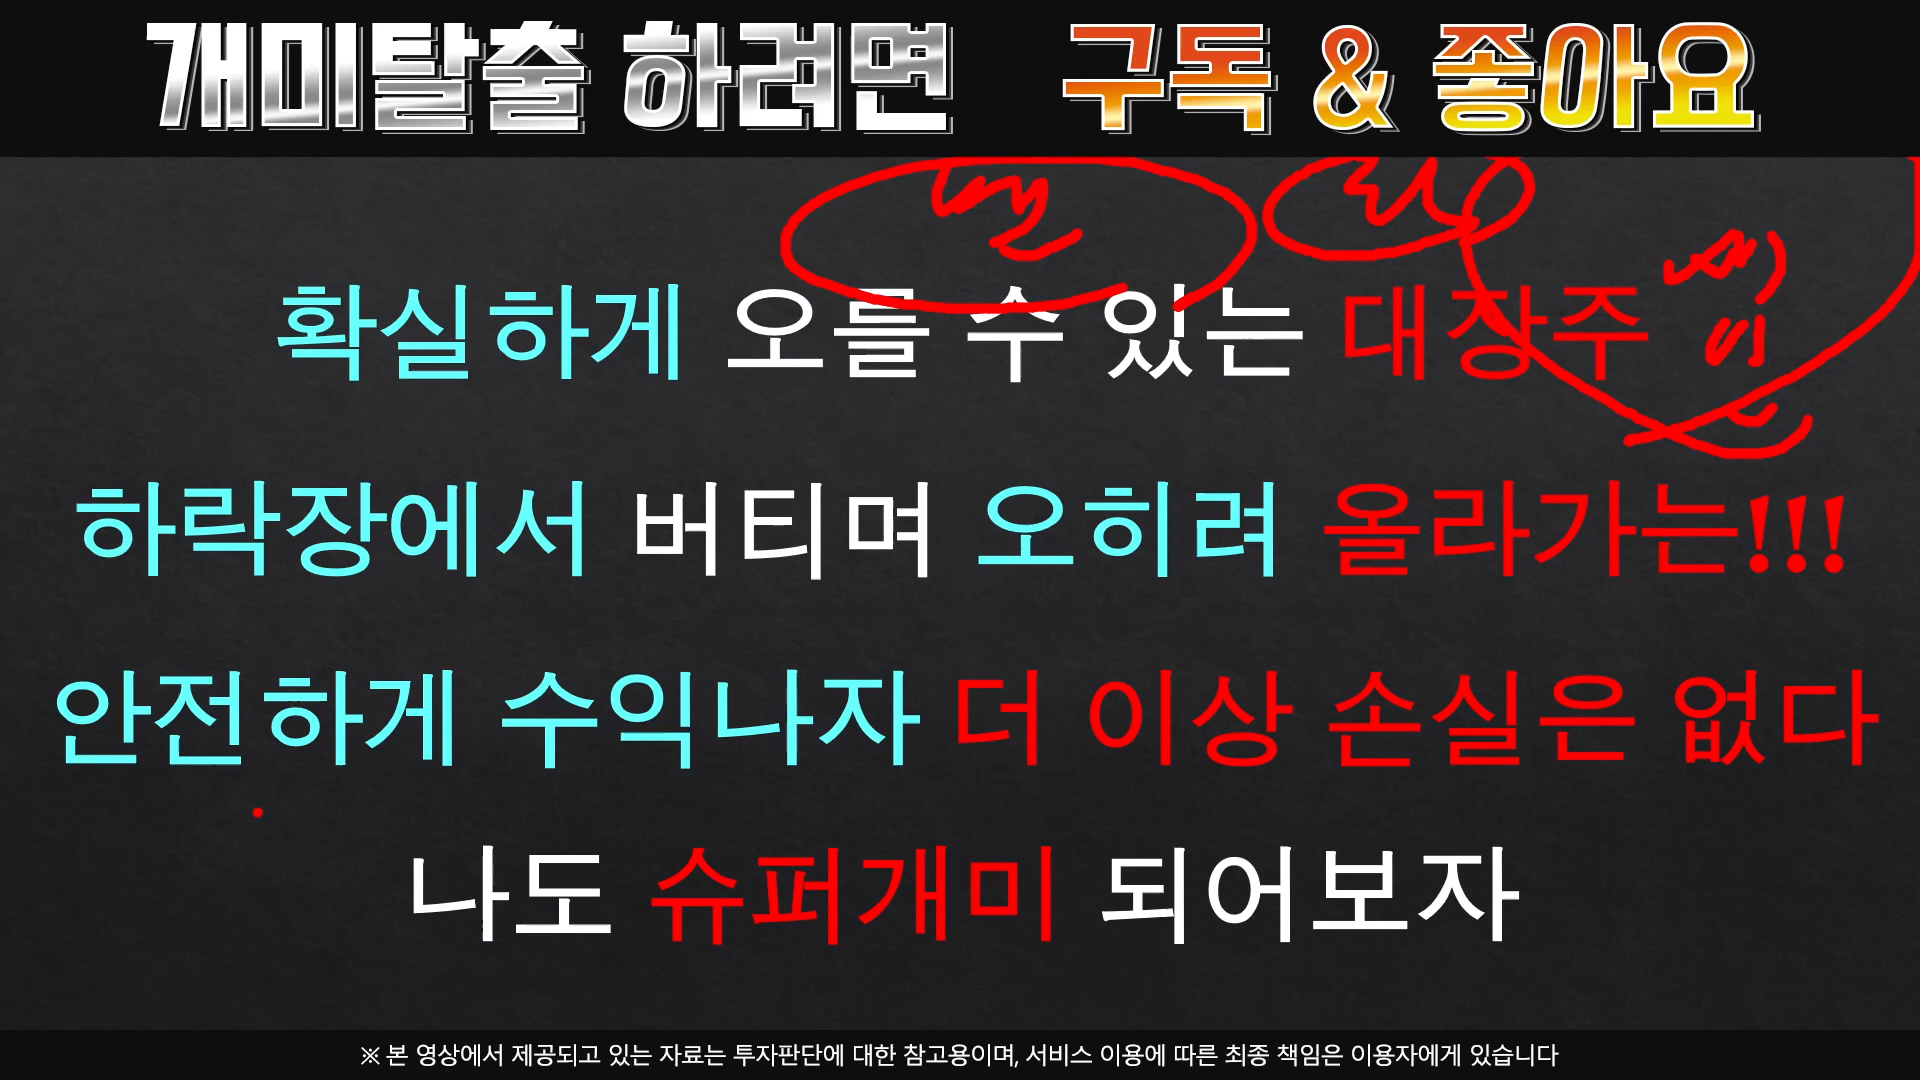 개미탈출 하려면 구독 & 좋아요
확실하게 오를 수 있는 대장주
하락장에서 버티며 오히려 올라가는!!!
안전하게 수익나자 더 이상 손실은 없다
나도 슈퍼개미 되어보자
※ 본 영상에서 제공되고 있는 자료는 투자판단에 대한 참고용이며, 서비스 이용에 따른 최종 책임은 이용자에게 있습니다